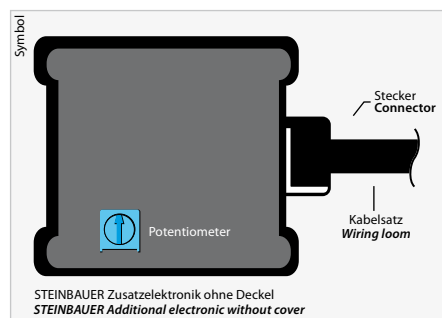 Symbol
Stecker
Connector
Potentiometer
Kabelsatz
Wiring loom
STEINBAUER Zusatzelektronik ohne Deckel
STEINBAUER Additional electronic without cover